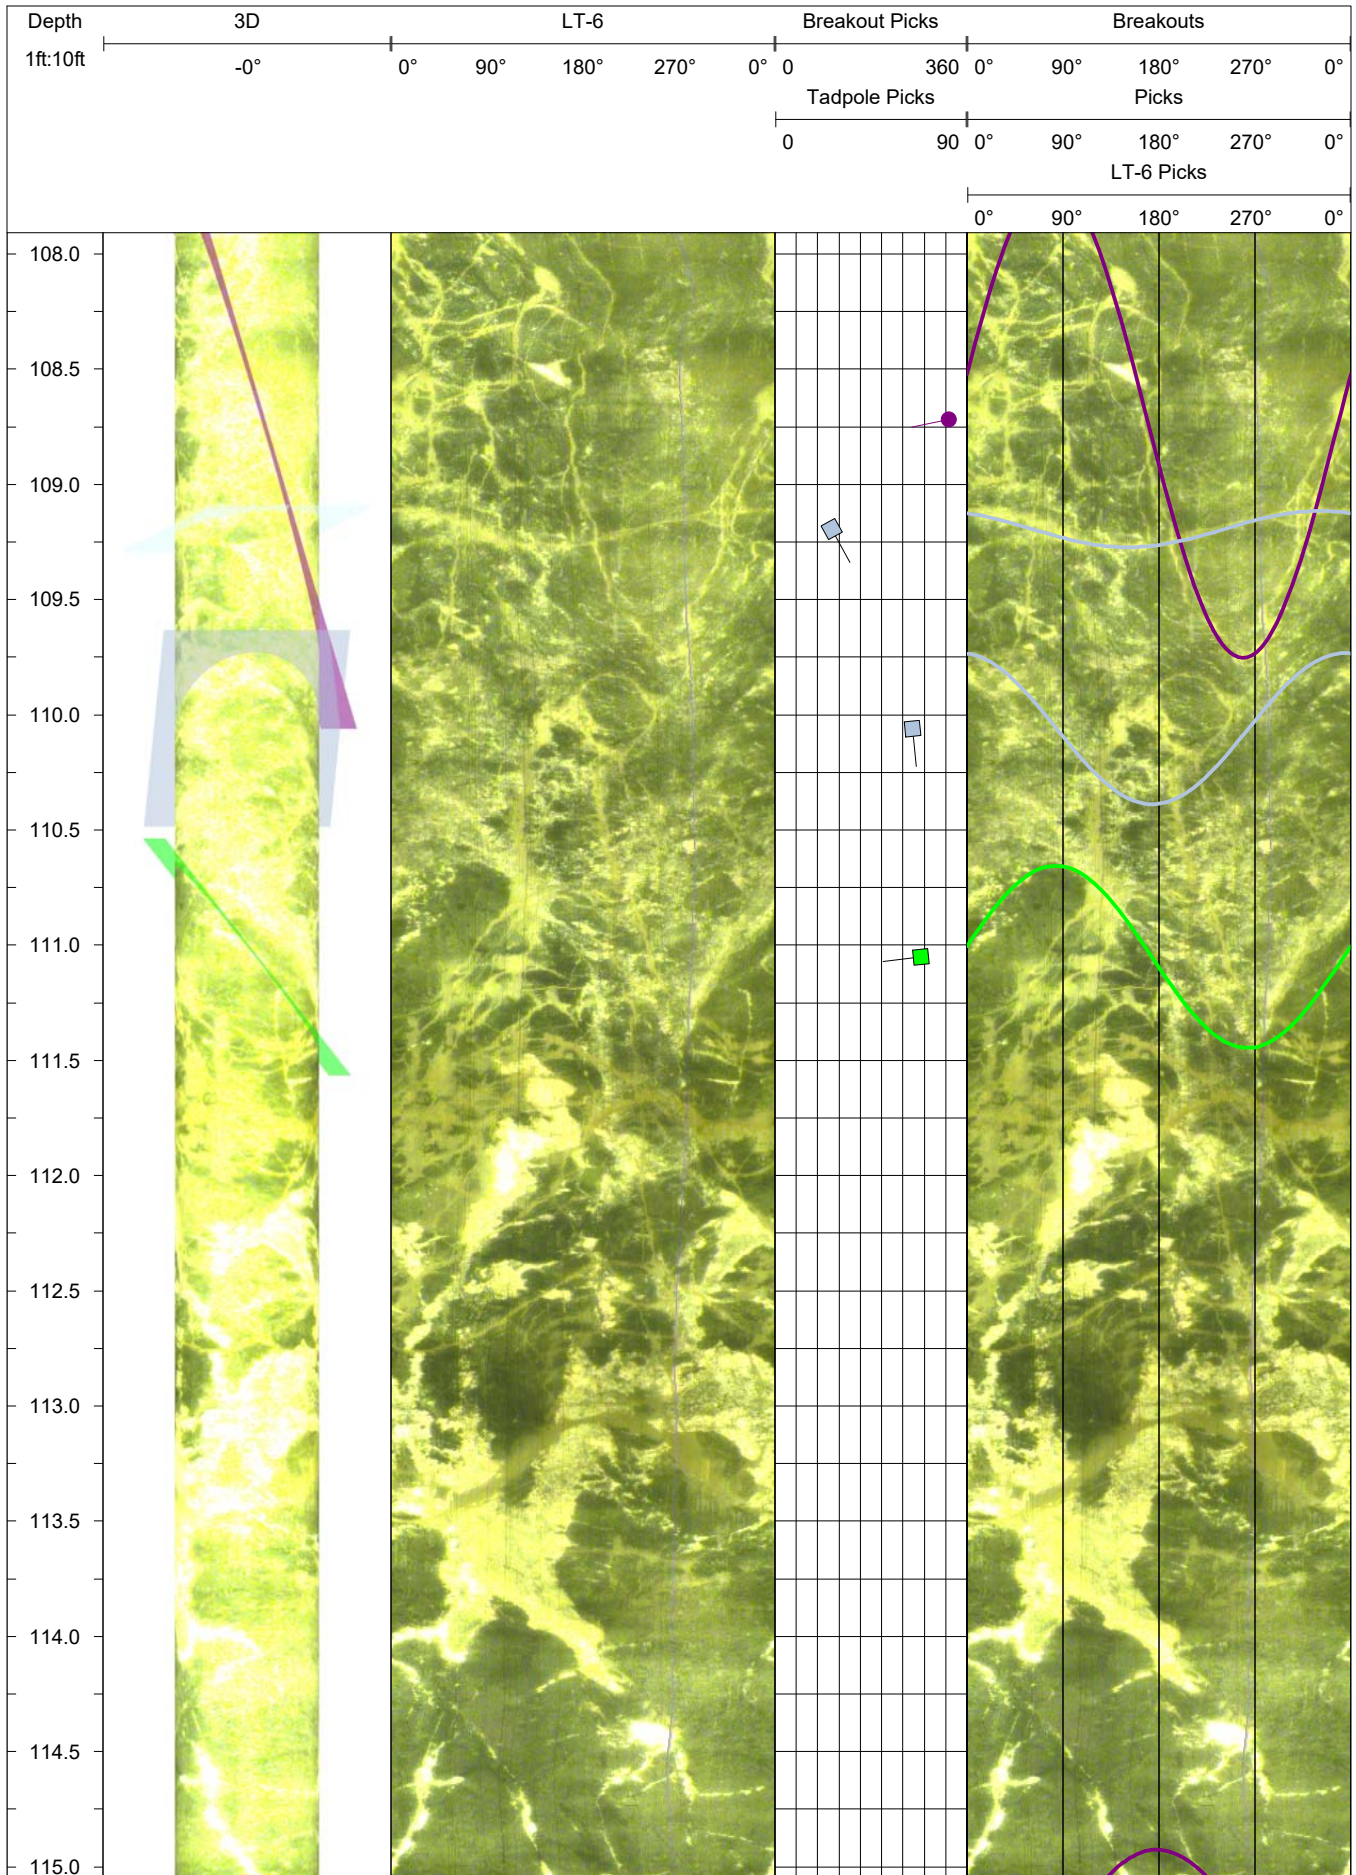 Depth 3D LT-6 Breakout Picks Breakouts
1ft:10ft -0° 0° 90° 180° 270° 0° 0 360 0° 90° 180° 270° 0°
Tadpole Picks Picks
0 90 0° 90° 180° 270° 0°
LT-6 Picks
0° 90° 180° 270° 0°
108.0
108.5
109.0
109.5
110.0
110.5
111.0
111.5
112.0
112.5
113.0
113.5
114.0
114.5
115.0